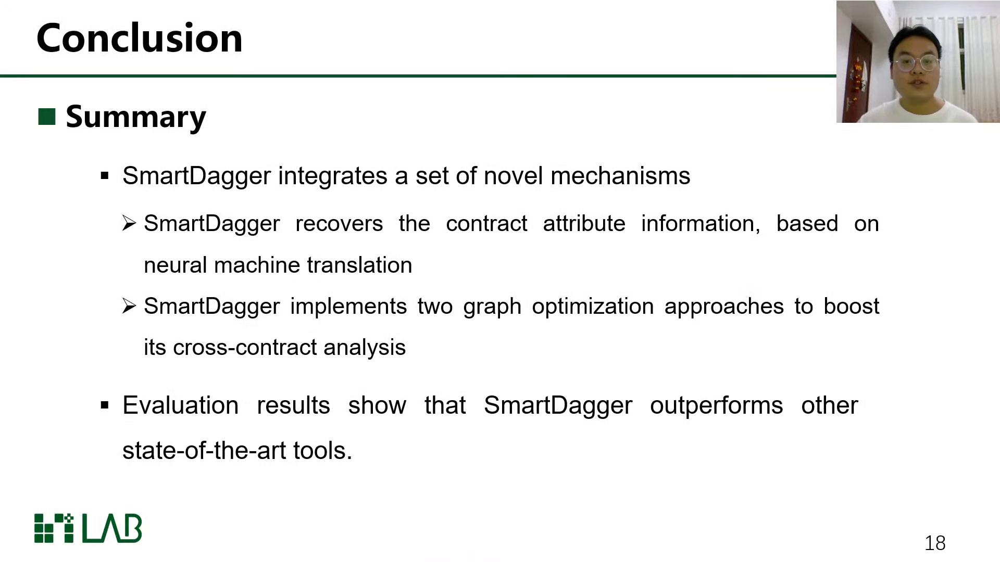 Conclusion
Summary
SmartDagger integrates a set of novel mechanisms
SmartDagger recovers the contract attribute information, based on
neural machine translation
SmartDagger implements two graph optimization approaches to boost
its cross-contract analysis
Evaluation results show that SmartDagger outperforms other
state-of-the-art tools.
LAB
18